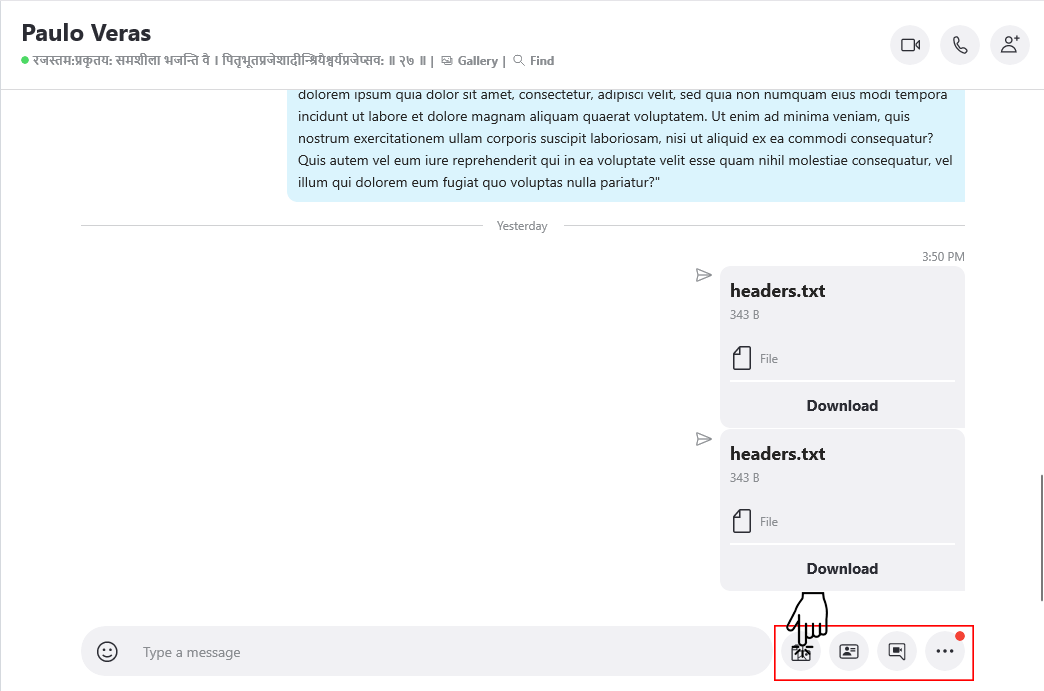 Paulo Veras
रजस्तम:प्रकृतय: समशीला भजन्ति वै । पितृभूतप्रजेशादीन्श्रियैश्वर्यप्रजेप्सव: ॥ २७ ॥ | Gallery | Find
dolorem ipsum quia dolor sit amet, consectetur, adipisci velit, sed quia non numquam eius modi tempora
incidunt ut labore et dolore magnam aliquam quaerat voluptatem. Ut enim ad minima veniam, quis
nostrum exercitationem ullam corporis suscipit laboriosam, nisi ut aliquid ex ea commodi consequatur?
Quis autem vel eum iure reprehenderit qui in ea voluptate velit esse quam nihil molestiae consequatur, vel
illum qui dolorem eum fugiat quo voluptas nulla pariatur?"
Yesterday
3:50 PM
headers.txt
343 B
File
Download
headers.txt
343 B
File
Download
Type a message